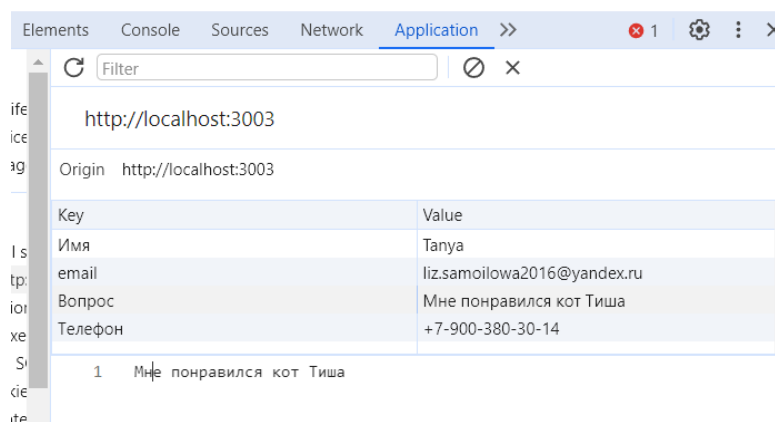 Elements Console Sources Network Application 1
Filter
http://localhost:3003
Origin http://localhost:3003
Key Value
Имя Tanya
email liz.samoilowa2016@yandex.ru
Вопрос Мне понравился кот Тиша
Телефон +7-900-380-30-14
1 Мне понравился кот Тиша